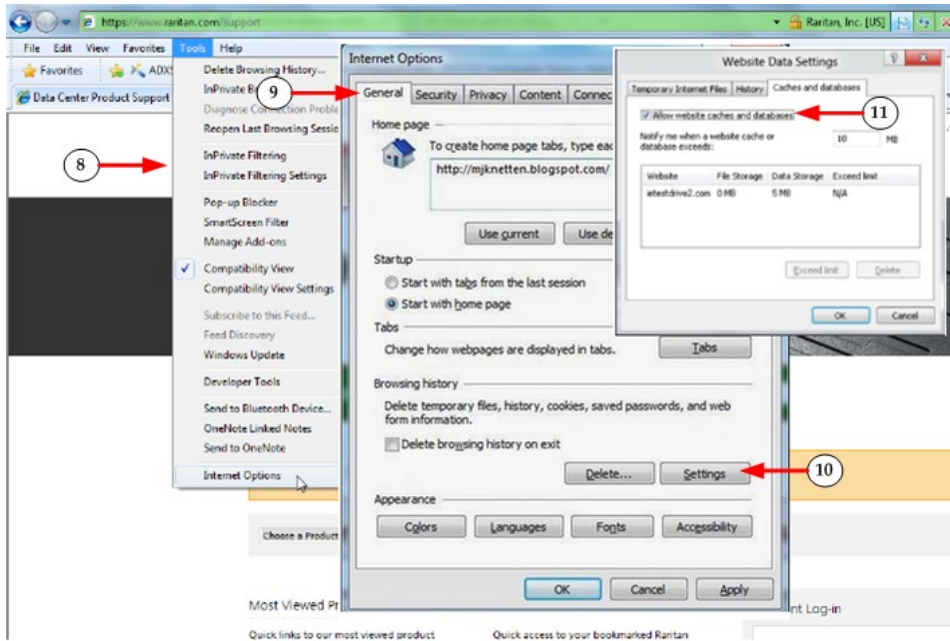 https://www.raritan.com/support
Raritan, Inc. [US]
File Edit View Favorites Tools Help
Favorites
Data Center Product Support
Delete Browsing History...
InPrivate B
Diagnose Connection Proble
Reopen Last Browsing Sessio
InPrivate Filtering
InPrivate Filtering Settings
Pop-up Blocker
SmartScreen Filter
Manage Add-ons
Compatibility View
Compatibility View Settings
Subscribe to this Feed...
Feed Discovery
Windows Update
Developer Tools
Send to Bluetooth Device...
OneNote Linked Notes
Send to OneNote
Internet Options
8
9
Internet Options
General Security Privacy Content Connec
Home page
To create home page tabs, type eac
http://mjknetten.blogspot.com/
Use current Use de
Startup
Start with tabs from the last session
Start with home page
Tabs
Change how webpages are displayed in tabs. Tabs
Browsing history
Delete temporary files, history, cookies, saved passwords, and web
form information.
Delete browsing history on exit
Delete... Settings
10
Appearance
Colors Languages Fonts Accessibility
OK Cancel Apply
Website Data Settings
Temporary Internet Files History Caches and databases
Allow website caches and databases
11
Notify me when a website cache or
database exceeds:
10 MB
Website File Storage Data Storage Exceed limit
ietestdrive2.com 0 MB 5 MB N/A
Exceed limit Delete
OK Cancel
Choose a Product
Most Viewed Pr
nt Log-in
Quick links to our most viewed product
Quick access to your bookmarked Raritan